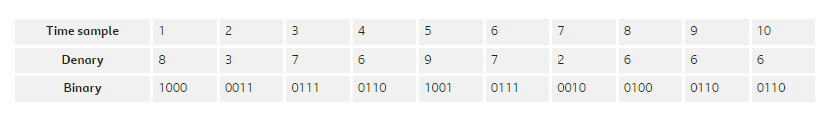 Time sample 1 2 3 4 5 6 7 8 9 10
Denary 8 3 7 6 9 7 2 6 6 6
Binary 1000 0011 0111 0110 1001 0111 0010 0100 0110 0110